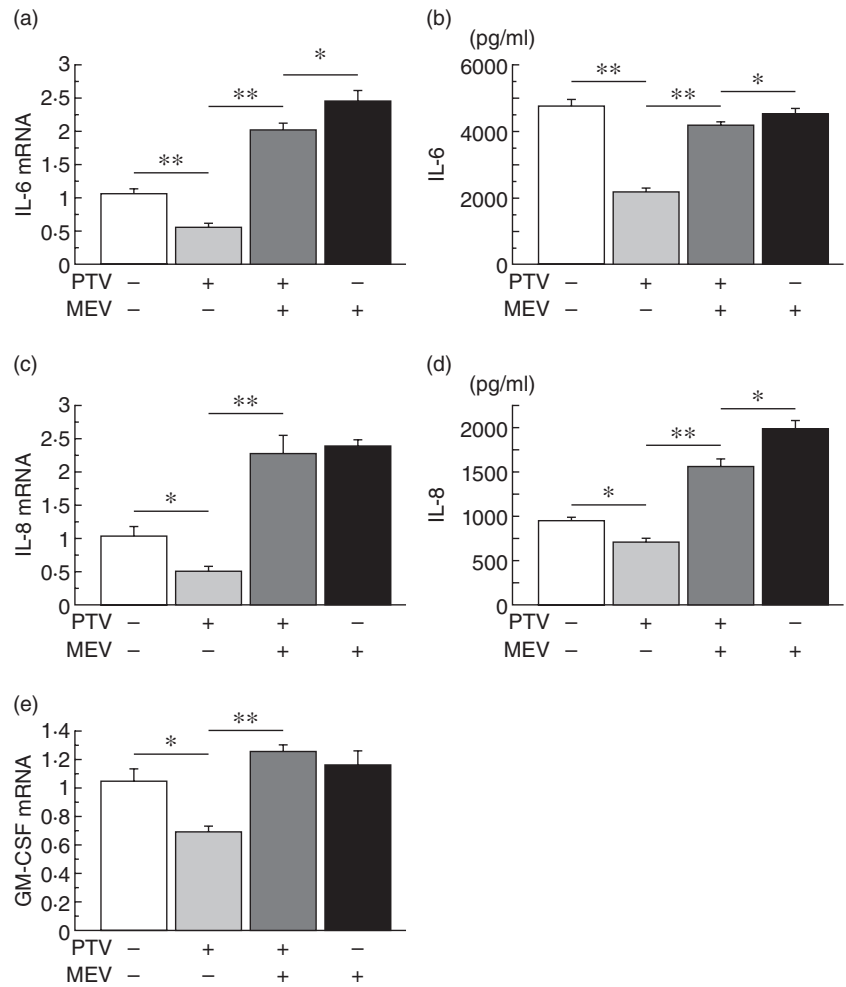 (a)
3
2·5
2
1·5
1
0·5
0
IL-6 mRNA
** ** *
PTV − + + −
MEV − − + +
(b)
(pg/ml)
6000
4000
2000
0
IL-6
** ** *
PTV − + + −
MEV − − + +
(c)
3
2·5
2
1·5
1
0·5
0
IL-8 mRNA
* **
PTV − + + −
MEV − − + +
(d)
(pg/ml)
2000
1500
1000
500
0
IL-8
* ** *
PTV − + + −
MEV − − + +
(e)
1·4
1·2
1
0·8
0·6
0·4
0·2
0
GM-CSF mRNA
* **
PTV − + + −
MEV − − + +